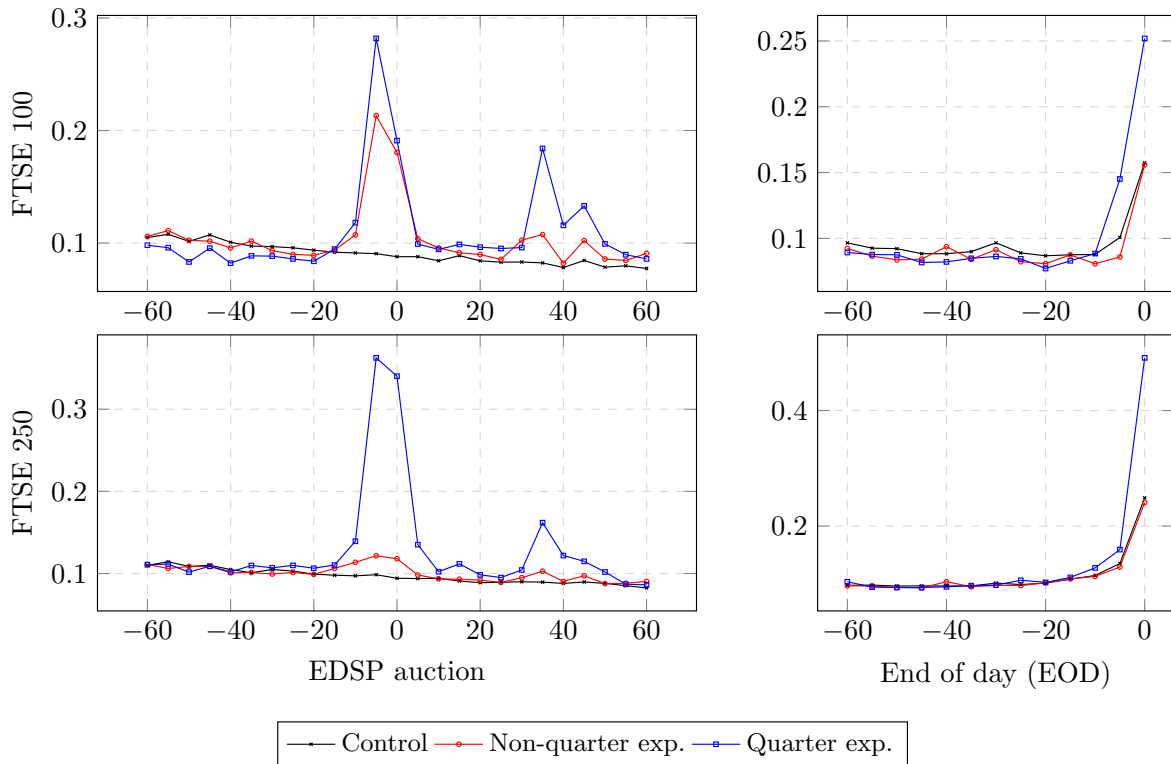 0.3
0.2
0.1
FTSE 100
−60 −40 −20 0 20 40 60
0.25
0.2
0.15
0.1
−60 −40 −20 0
0.3
0.2
0.1
FTSE 250
−60 −40 −20 0 20 40 60
EDSP auction
0.4
0.2
−60 −40 −20 0
End of day (EOD)
Control Non-quarter exp. Quarter exp.